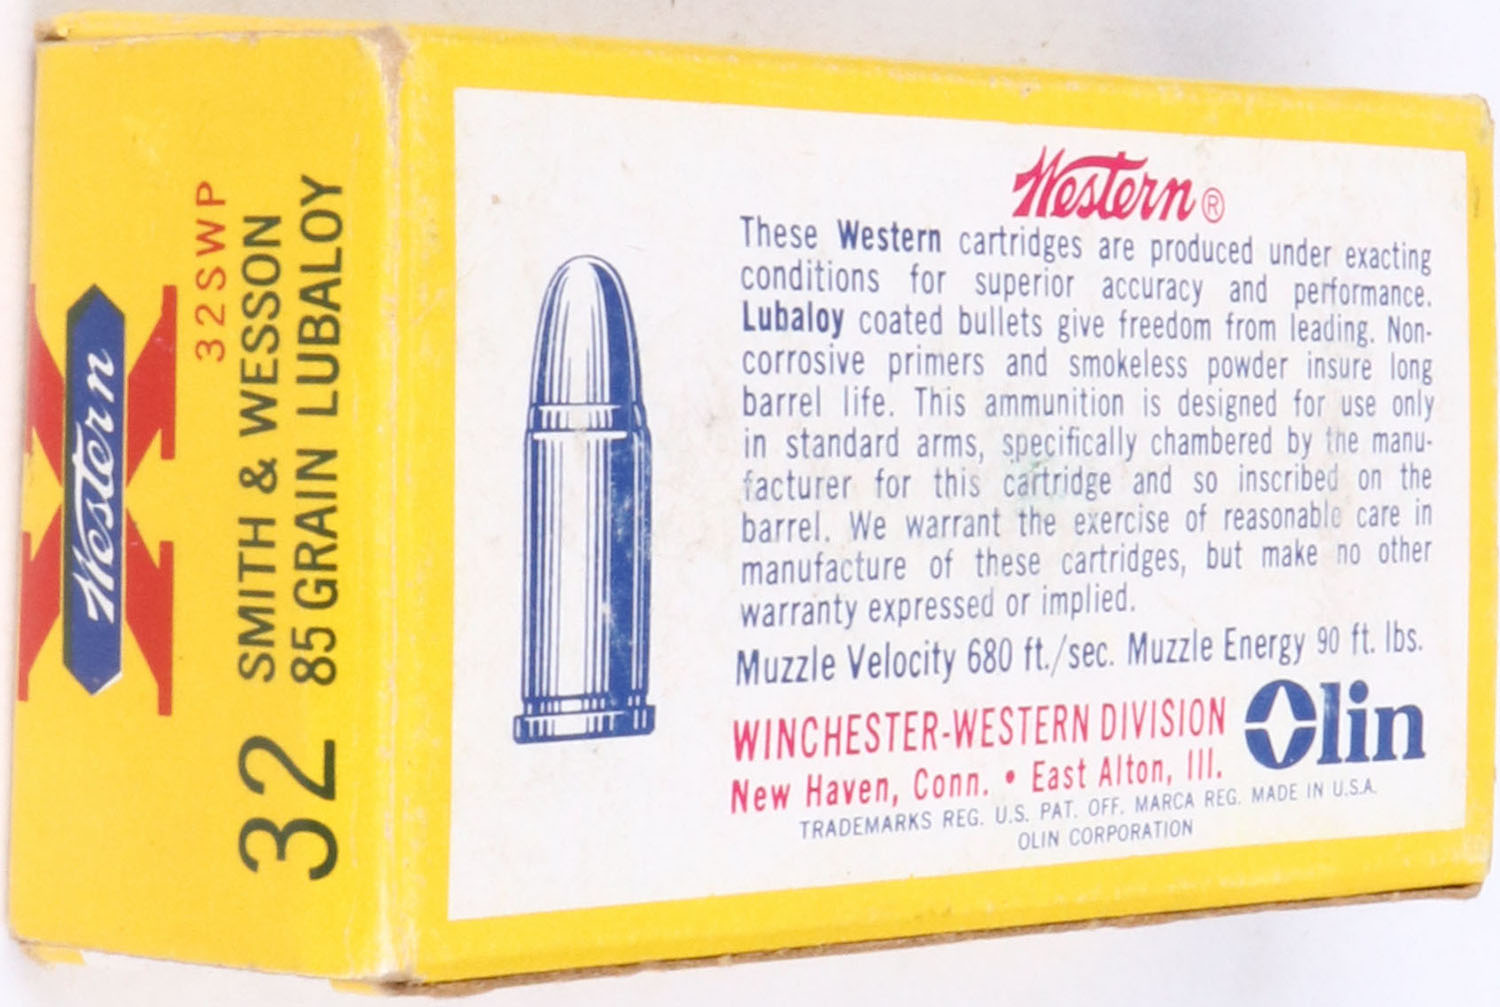 Western
32SWP
32 SMITH & WESSON
85 GRAIN LUBALOY
Western®
These Western cartridges are produced under exacting
conditions for superior accuracy and performance.
Lubaloy coated bullets give freedom from leading. Non-
corrosive primers and smokeless powder insure long
barrel life. This ammunition is designed for use only
in standard arms, specifically chambered by the manu-
facturer for this cartridge and so inscribed on the
barrel. We warrant the exercise of reasonable care in
manufacture of these cartridges, but make no other
warranty expressed or implied.
Muzzle Velocity 680 ft./sec. Muzzle Energy 90 ft. lbs.
WINCHESTER-WESTERN DIVISION
New Haven, Conn. • East Alton, Ill.
Olin
TRADEMARKS REG. U.S. PAT. OFF. MARCA REG. MADE IN U.S.A.
OLIN CORPORATION